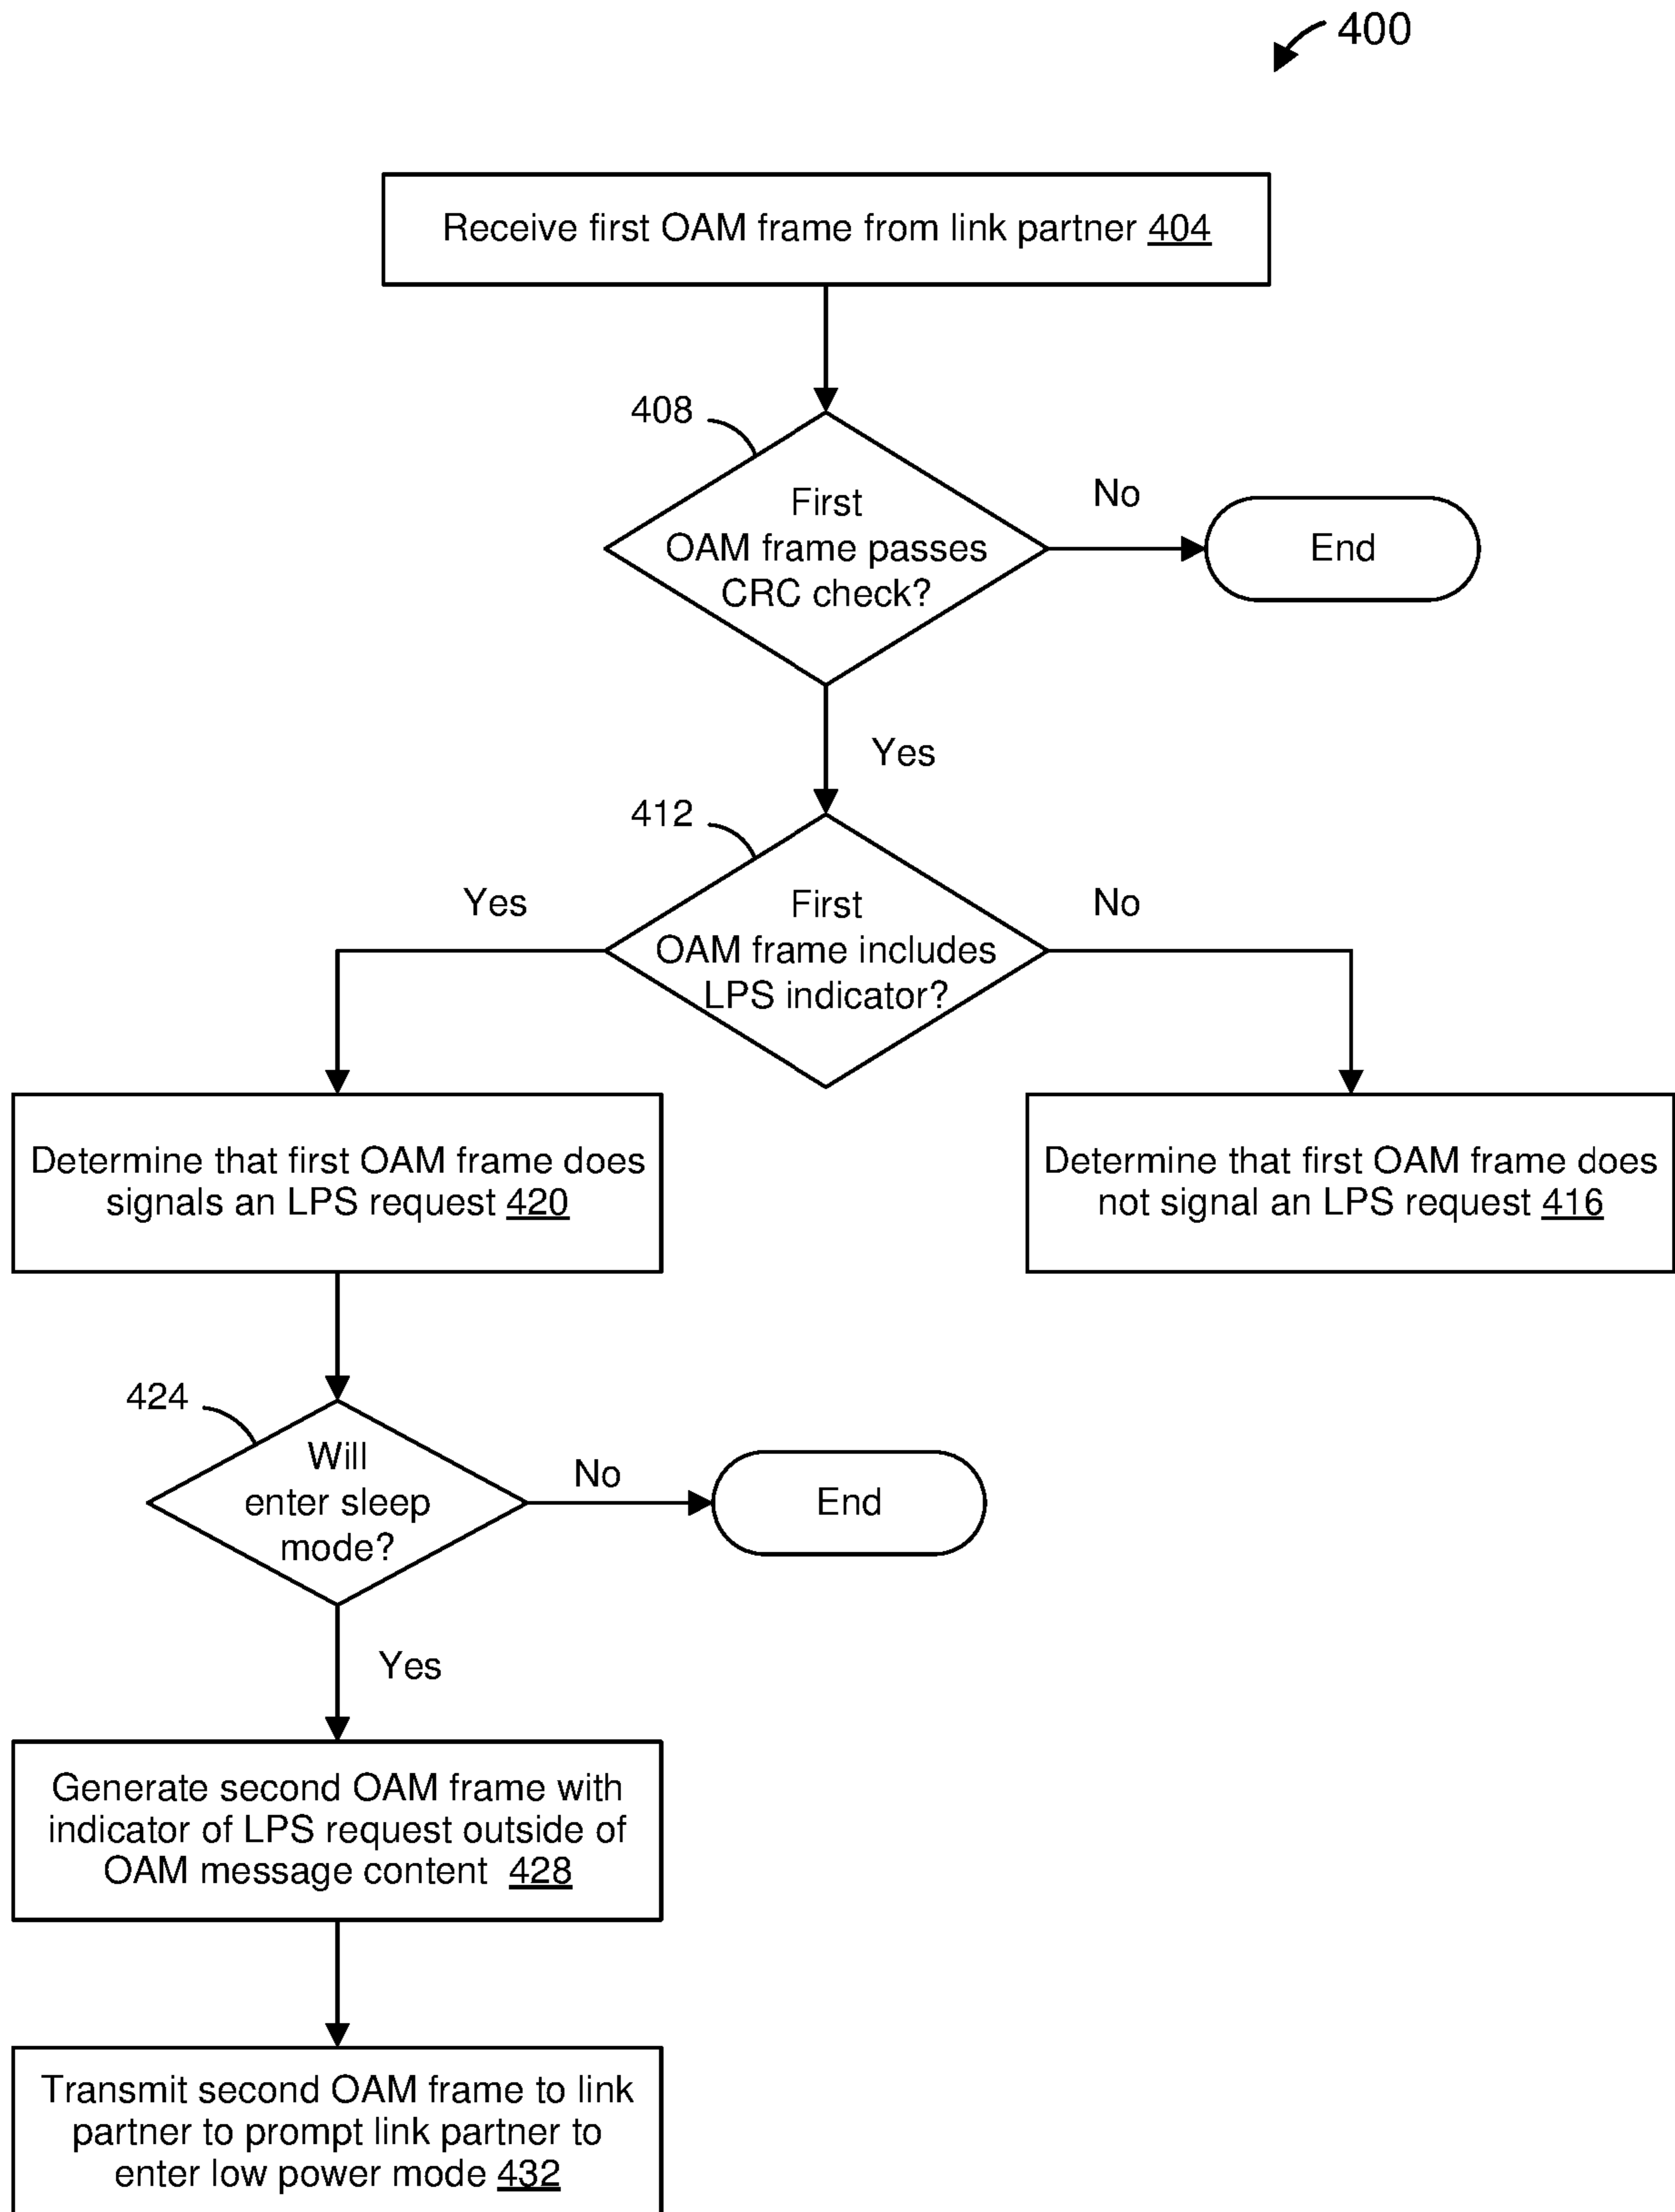 400
Receive first OAM frame from link partner 404
408
First
OAM frame passes
CRC check?
No
End
Yes
412
First
OAM frame includes
LPS indicator?
Yes
No
Determine that first OAM frame does
signals an LPS request 420
Determine that first OAM frame does
not signal an LPS request 416
424
Will
enter sleep
mode?
No
End
Yes
Generate second OAM frame with
indicator of LPS request outside of
OAM message content 428
Transmit second OAM frame to link
partner to prompt link partner to
enter low power mode 432